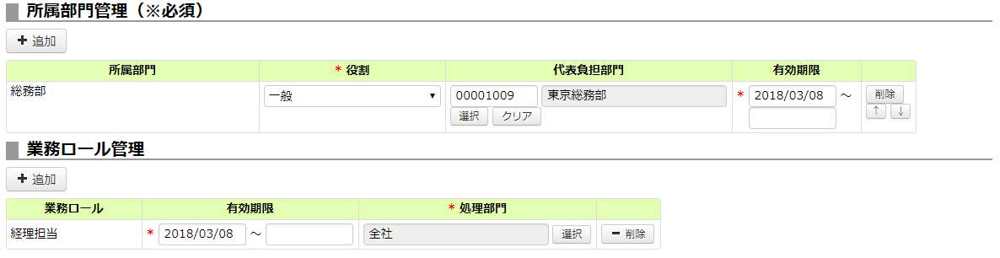 所属部門管理（※必須）
+ 追加
所属部門 * 役割 代表負担部門 有効期限
総務部 一般 00001009 東京総務部 * 2018/03/08 ～ 削除
選択 クリア ↑ ↓
業務ロール管理
+ 追加
業務ロール 有効期限 * 処理部門
経理担当 * 2018/03/08 ～ 全社 選択 − 削除